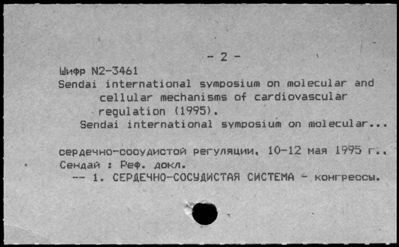 - 2 -
Шифр N2-3461
Sendai international symposium on molecular and
cellular mechanisms of cardiovascular
regulation (1995).
Sendai international symposium on molecular...
сердечно-сосудистой регуляции, 10-12 мая 1995 г.,
Сендай : Реф. докл.
-- 1. СЕРДЕЧНО-СОСУДИСТАЯ СИСТЕМА - конгрессы.